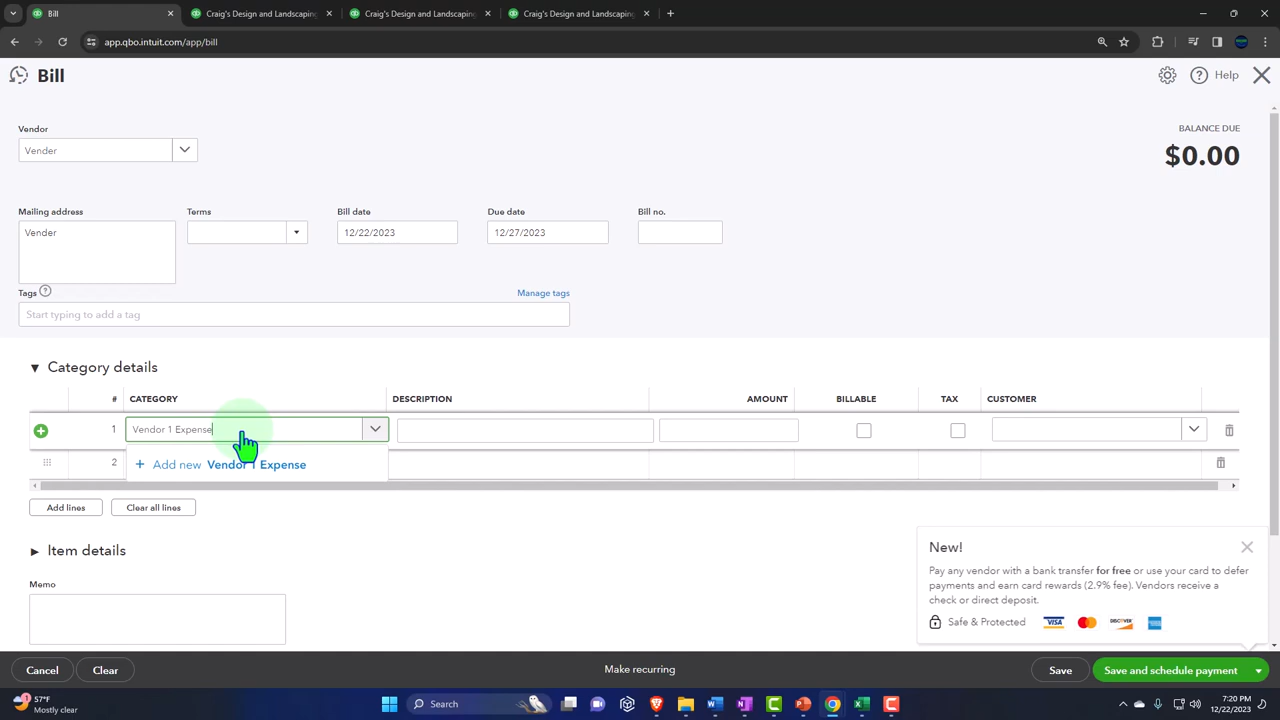 Bill
Craig's Design and Landscaping
Craig's Design and Landscaping
Craig's Design and Landscaping
app.qbo.intuit.com/app/bill
Bill
Help
Vendor
BALANCE DUE
Vender
$0.00
Mailing address
Terms
Bill date
Due date
Bill no.
Vender
12/22/2023
12/27/2023
Tags
Manage tags
Start typing to add a tag
Category details
# CATEGORY DESCRIPTION AMOUNT BILLABLE TAX CUSTOMER
1 Vendor 1 Expense
2 + Add new Vendor 1 Expense
Add lines
Clear all lines
Item details
New!
Pay any vendor with a bank transfer for free or use your card to defer
payments and earn card rewards (2.9% fee). Vendors receive a
check or direct deposit.
Safe & Protected VISA DISCOVER
Memo
Cancel
Clear
Make recurring
Save
Save and schedule payment
57°F
Mostly clear
Search
7:20 PM
12/22/2023